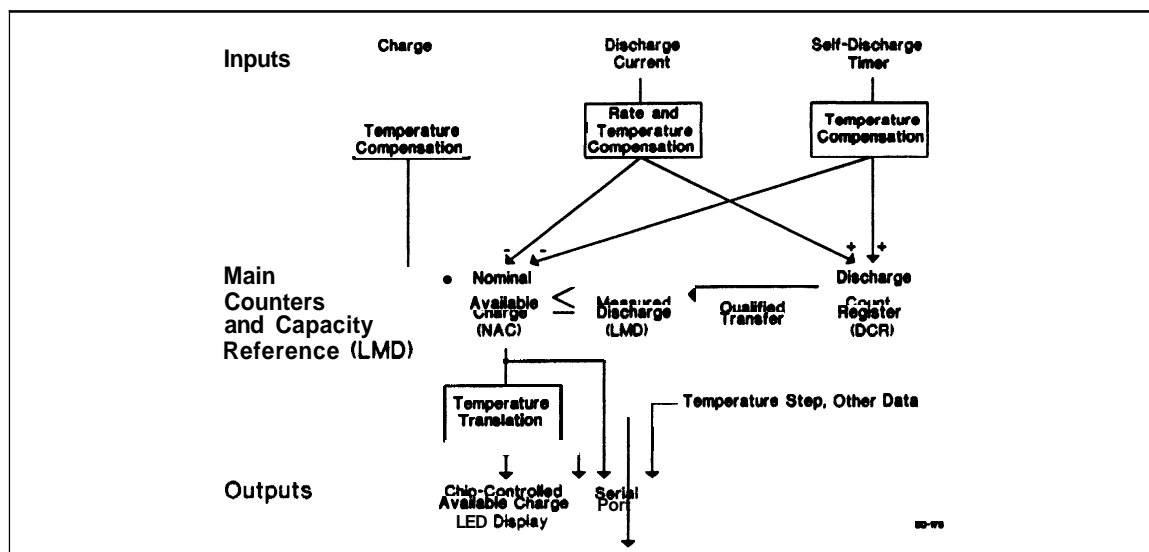 Inputs
Charge
Discharge
Current
Self-Discharge
Timer
Temperature
Compensation
Rate and
Temperature
Compensation
Temperature
Compensation
- -
+ +
Main
Counters
and Capacity
Reference (LMD)
• Nominal
Available
Charge
(NAC)
<
Measured
Discharge
(LMD)
Qualified
Transfer
Discharge
Count
Register
(DCR)
Temperature
Translation
Temperature Step, Other Data
Outputs
Chip-Controlled
Available Charge
LED Display
Serial
Port